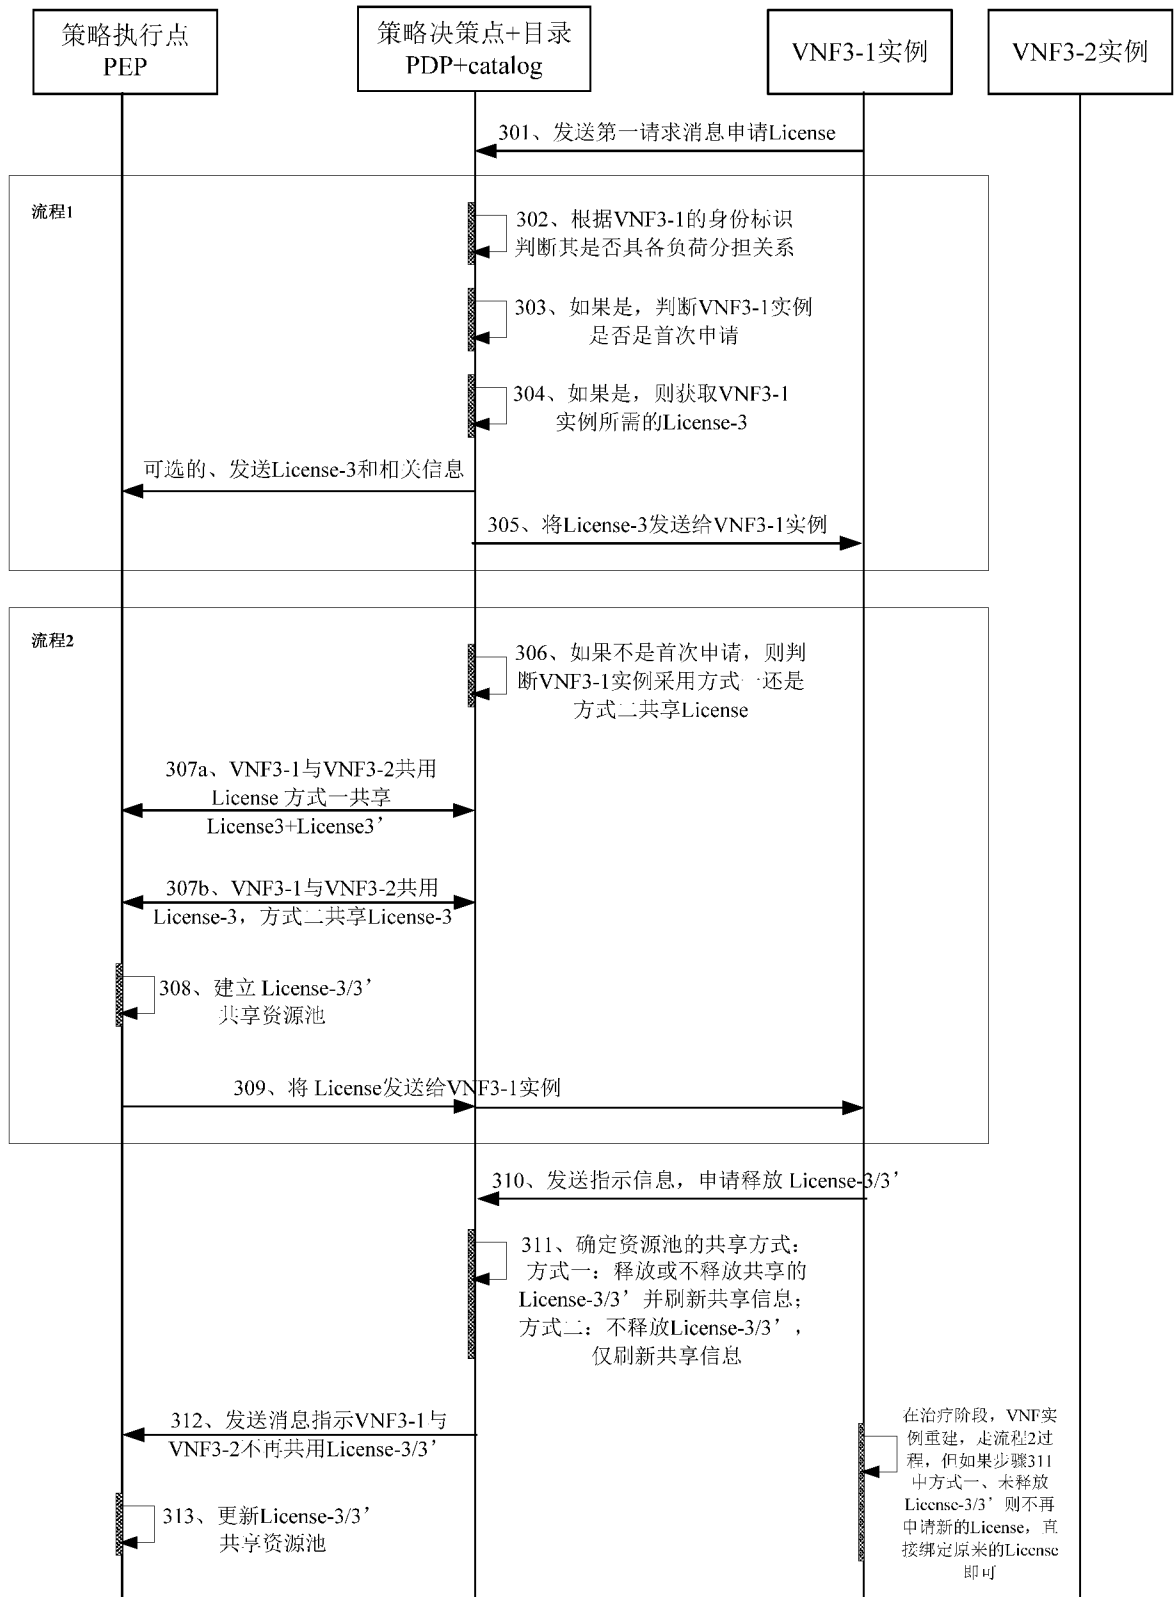 策略执行点
PEP
策略决策点+目录
PDP+catalog
VNF3-1实例
VNF3-2实例
301、发送第一请求消息申请License
流程1
302、根据VNF3-1的身份标识
判断其是否具备负荷分担关系
303、如果是，判断VNF3-1实例
是否是首次申请
304、如果是，则获取VNF3-1
实例所需的License-3
可选的、发送License-3和相关信息
305、将License-3发送给VNF3-1实例
流程2
306、如果不是首次申请，则判
断VNF3-1实例采用方式一还是
方式二共享License
307a、VNF3-1与VNF3-2共用
License 方式一共享
License3+License3’
307b、VNF3-1与VNF3-2共用
License-3，方式二共享License-3
308、建立 License-3/3’
共享资源池
309、将 License发送给VNF3-1实例
310、发送指示信息，申请释放 License-3/3’
311、确定资源池的共享方式：
方式一：释放或不释放共享的
License-3/3’并刷新共享信息；
方式二：不释放License-3/3’，
仅刷新共享信息
312、发送消息指示VNF3-1与
VNF3-2不再共用License-3/3’
在治疗阶段，VNF实
例重建，走流程2过
程，但如果步骤311
中方式一、未释放
License-3/3’则不再
申请新的License，直
接绑定原来的License
即可
313、更新License-3/3’
共享资源池